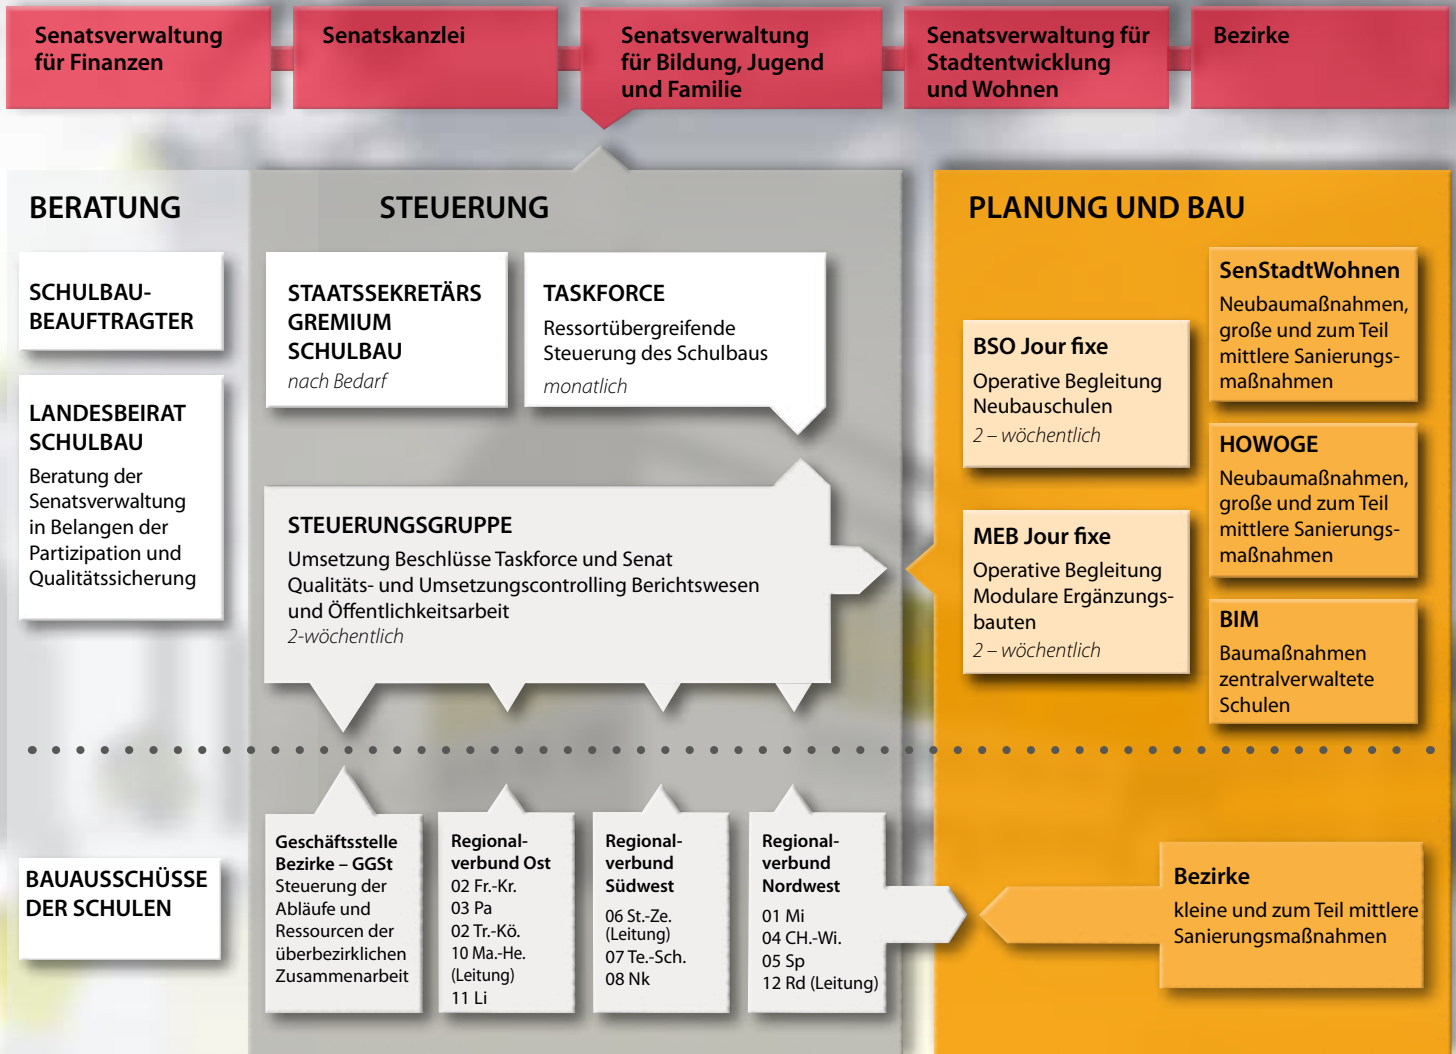 Senatsverwaltung
für Finanzen
Senatskanzlei
Senatsverwaltung
für Bildung, Jugend
und Familie
Senatsverwaltung für
Stadtentwicklung
und Wohnen
Bezirke
BERATUNG
SCHULBAU-
BEAUFTRAGTER
LANDESBEIRAT
SCHULBAU
Beratung der
Senatsverwaltung
in Belangen der
Partizipation und
Qualitätssicherung
BAUAUSSCHÜSSE
DER SCHULEN
STEUERUNG
STAATSSEKRETÄRS
GREMIUM
SCHULBAU
nach Bedarf
TASKFORCE
Ressortübergreifende
Steuerung des Schulbaus
monatlich
STEUERUNGSGRUPPE
Umsetzung Beschlüsse Taskforce und Senat
Qualitäts- und Umsetzungscontrolling Berichtswesen
und Öffentlichkeitsarbeit
2-wöchentlich
Geschäftsstelle
Bezirke – GGSt
Steuerung der
Abläufe und
Ressourcen der
überbezirklichen
Zusammenarbeit
Regional-
verbund Ost
02 Fr.-Kr.
03 Pa
02 Tr.-Kö.
10 Ma.-He.
(Leitung)
11 Li
Regional-
verbund
Südwest
06 St.-Ze.
(Leitung)
07 Te.-Sch.
08 Nk
Regional-
verbund
Nordwest
01 Mi
04 CH.-Wi.
05 Sp
12 Rd (Leitung)
PLANUNG UND BAU
BSO Jour fixe
Operative Begleitung
Neubauschulen
2 – wöchentlich
MEB Jour fixe
Operative Begleitung
Modulare Ergänzungs-
bauten
2 – wöchentlich
SenStadtWohnen
Neubaumaßnahmen,
große und zum Teil
mittlere Sanierungs-
maßnahmen
HOWOGE
Neubaumaßnahmen,
große und zum Teil
mittlere Sanierungs-
maßnahmen
BIM
Baumaßnahmen
zentralverwaltete
Schulen
Bezirke
kleine und zum Teil mittlere
Sanierungsmaßnahmen